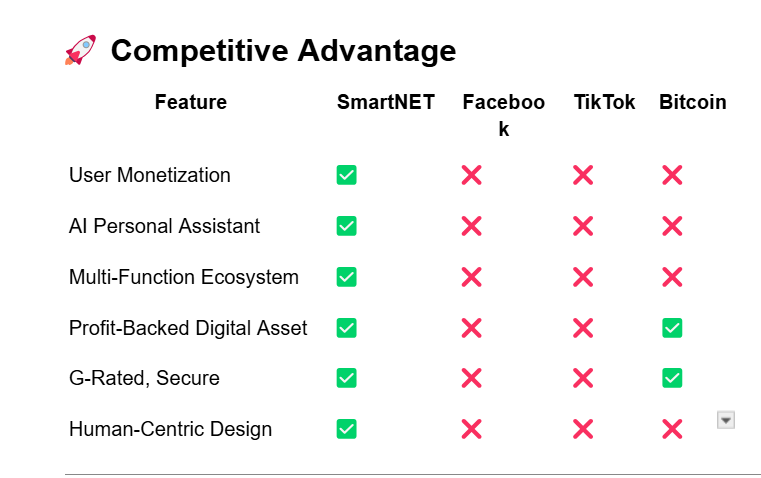 🚀 Competitive Advantage
Feature SmartNET Faceboo TikTok Bitcoin
k
User Monetization ✅ ❌ ❌ ❌
AI Personal Assistant ✅ ❌ ❌ ❌
Multi-Function Ecosystem ✅ ❌ ❌ ❌
Profit-Backed Digital Asset ✅ ❌ ❌ ✅
G-Rated, Secure ✅ ❌ ❌ ✅
Human-Centric Design ✅ ❌ ❌ ❌